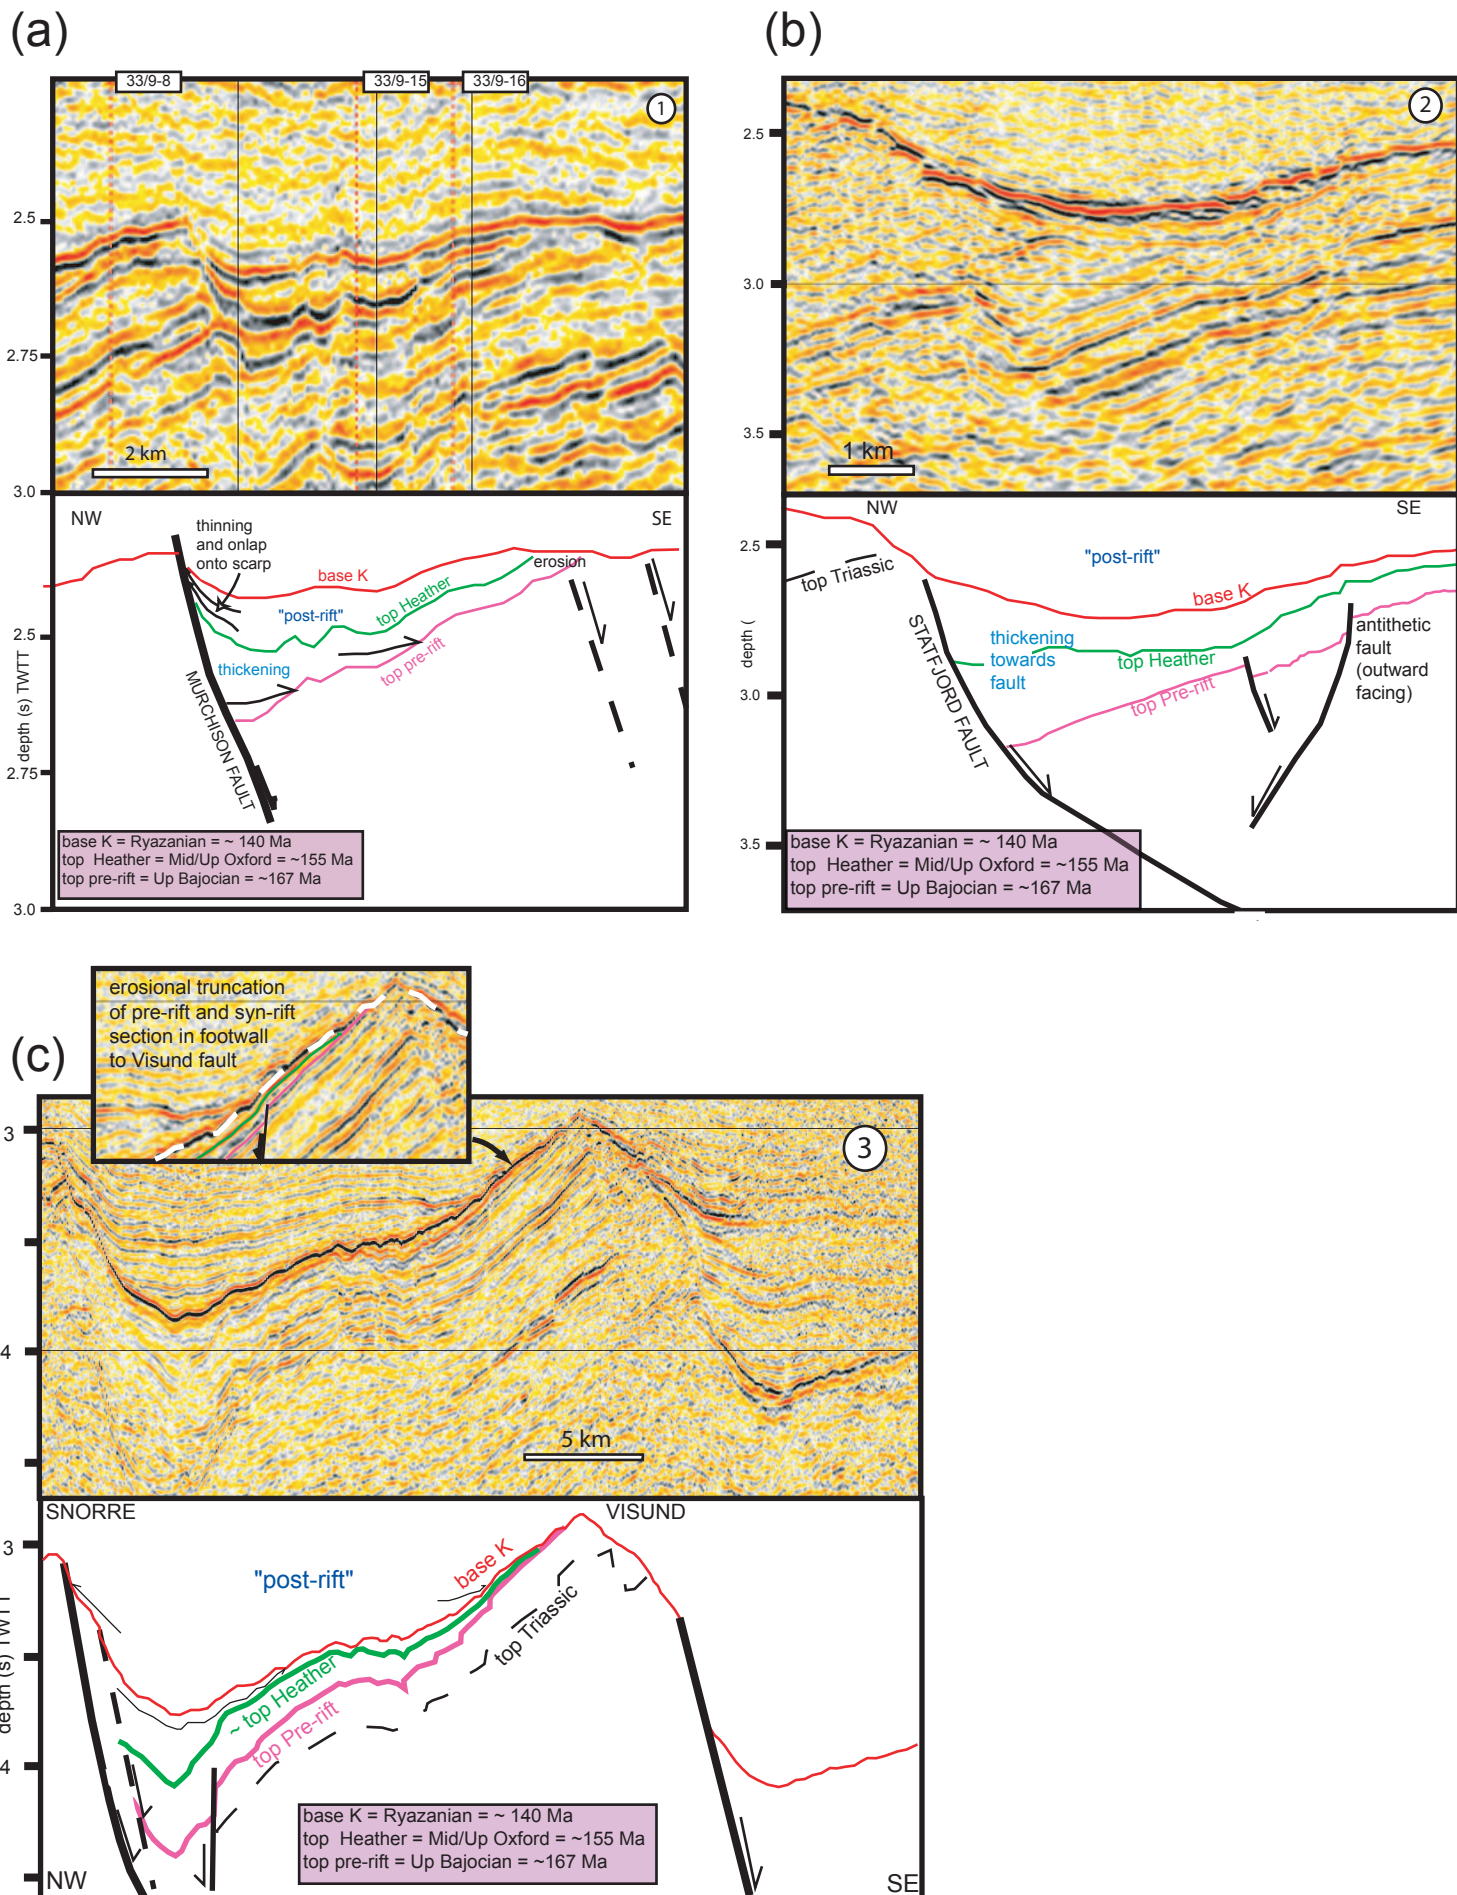 (a)
33/9-8
33/9-15
33/9-16
1
2.5
2.75
3.0
2 km
NW
SE
thinning
and onlap
onto scarp
base K
erosion
"post-rift"
top Heather
thickening
top pre-rift
MURCHISON FAULT
2.5
2.75
3.0
depth (s) TWTT
base K = Ryazanian = ~ 140 Ma
top Heather = Mid/Up Oxford = ~155 Ma
top pre-rift = Up Bajocian = ~167 Ma
(b)
2
2.5
3.0
3.5
1 km
NW
SE
2.5
3.0
3.5
depth (
top Triassic
"post-rift"
base K
STATFJORD FAULT
thickening
towards
fault
top Heather
top Pre-rift
antithetic
fault
(outward
facing)
base K = Ryazanian = ~ 140 Ma
top Heather = Mid/Up Oxford = ~155 Ma
top pre-rift = Up Bajocian = ~167 Ma
(c)
erosional truncation
of pre-rift and syn-rift
section in footwall
to Visund fault
3
3
4
5 km
SNORRE
VISUND
3
4
depth (s) TWTT
"post-rift"
base K
~ top Heather
top Pre-rift
top Triassic
base K = Ryazanian = ~ 140 Ma
top Heather = Mid/Up Oxford = ~155 Ma
top pre-rift = Up Bajocian = ~167 Ma
NW
SE